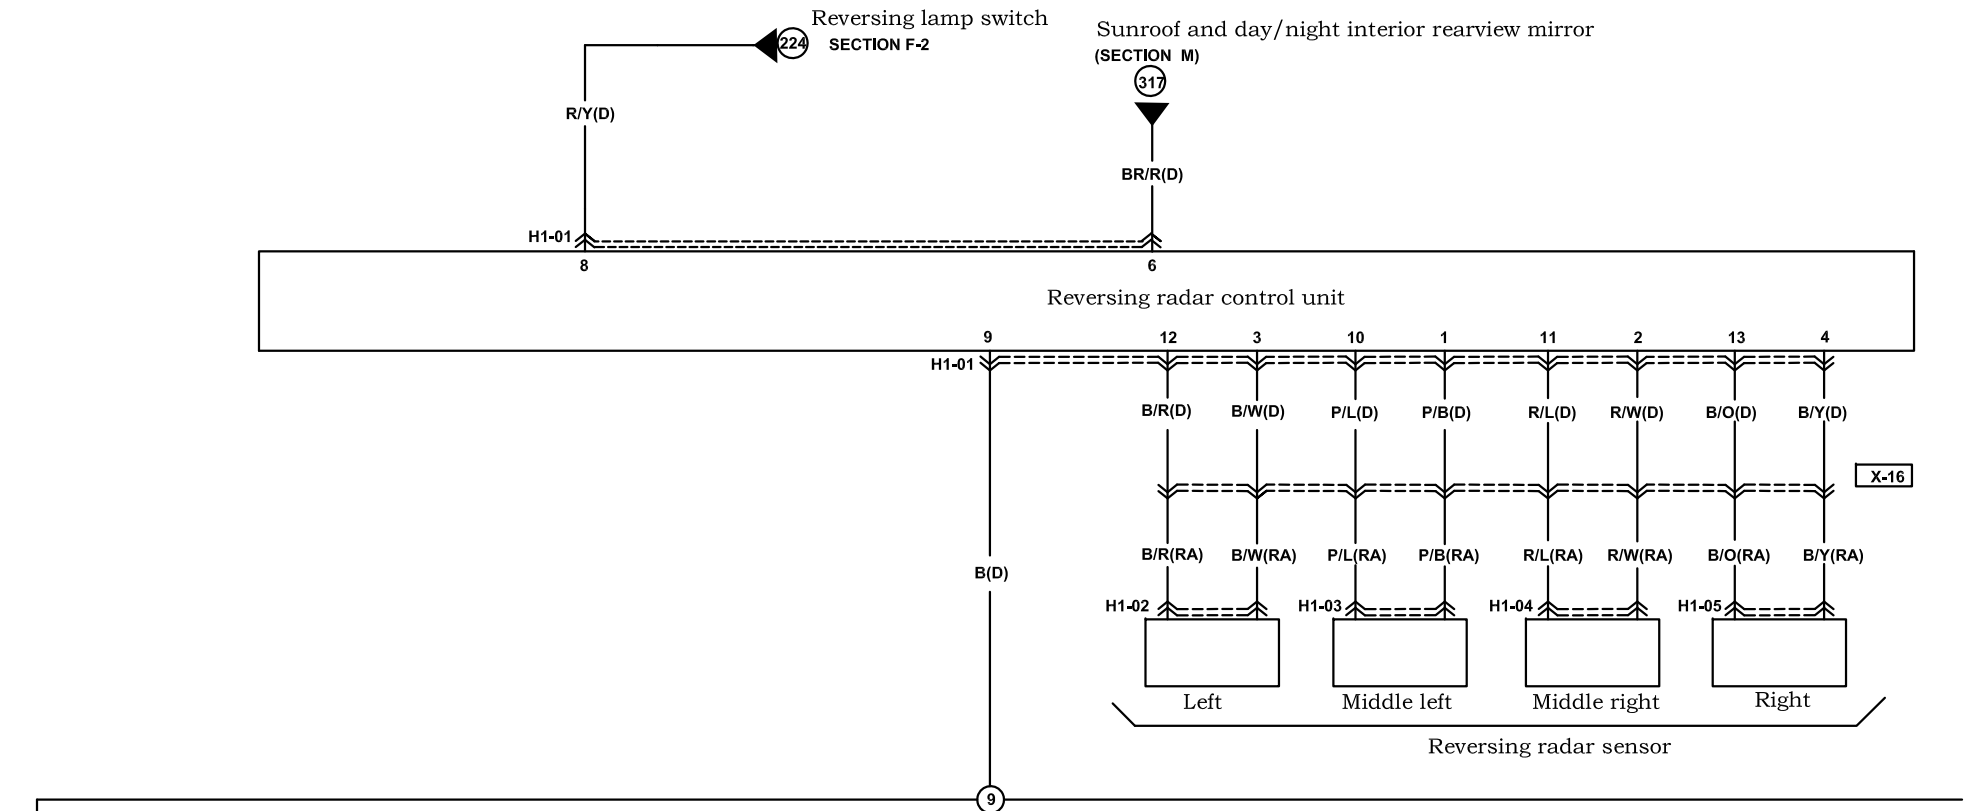 Reversing lamp switch
224 SECTION F-2
Sunroof and day/night interior rearview mirror
(SECTION M)
317
R/Y(D)
BR/R(D)
H1-01
8 6
Reversing radar control unit
9 12 3 10 1 11 2 13 4
H1-01
B/R(D) B/W(D) P/L(D) P/B(D) R/L(D) R/W(D) B/O(D) B/Y(D)
X-16
B/R(RA) B/W(RA) P/L(RA) P/B(RA) R/L(RA) R/W(RA) B/O(RA) B/Y(RA)
B(D)
H1-02 H1-03 H1-04 H1-05
Left Middle left Middle right Right
Reversing radar sensor
9